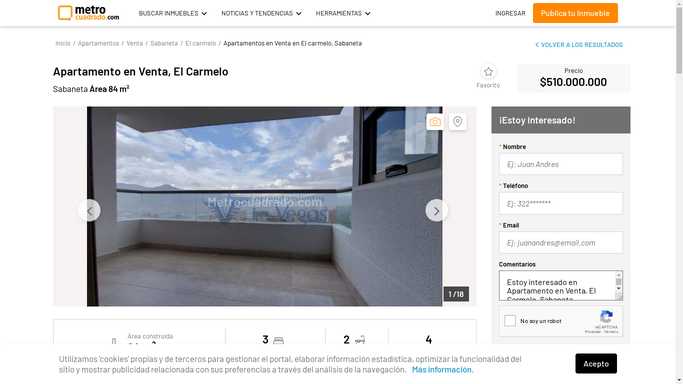 metro
cuadrado.com
BUSCAR INMUEBLES
NOTICIAS Y TENDENCIAS
HERRAMIENTAS
INGRESAR
Publica tu inmueble
Inicio / Apartamentos / Venta / Sabaneta / El carmelo / Apartamentos en Venta en El carmelo, Sabaneta
VOLVER A LOS RESULTADOS
Apartamento en Venta, El Carmelo
Sabaneta Área 84 m²
Favorito
Precio
$510.000.000
Metrocuadrado.com
Las Vegas
1 / 18
¡Estoy Interesado!
* Nombre
Ej: Juan Andres
* Teléfono
Ej: 322*******
* Email
Ej: juanandres@email.com
Comentarios
Estoy interesado en
Apartamento en Venta, El
Carmelo, Sabaneta
No soy un robot
reCAPTCHA
Privacidad - Términos
Área construida
3
2
4
Utilizamos 'cookies' propias y de terceros para gestionar el portal, elaborar información estadística, optimizar la funcionalidad del
sitio y mostrar publicidad relacionada con sus preferencias a través del análisis de la navegación. Más información.
Acepto